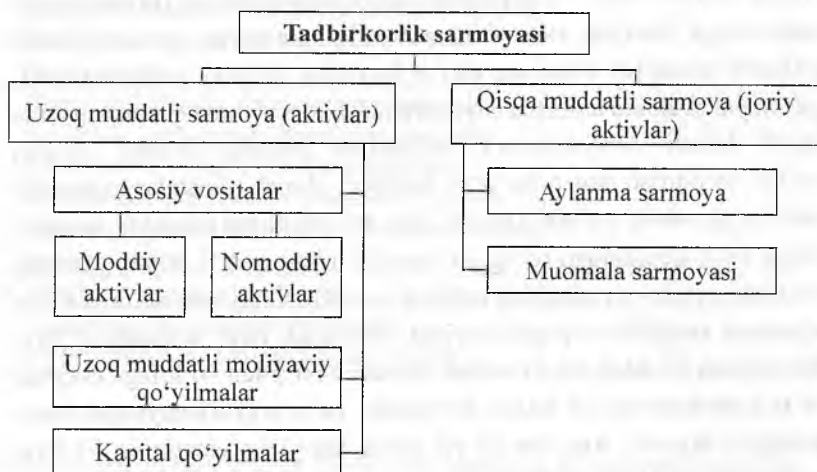 Tadbirkorlik sarmoyasi
Uzoq muddatli sarmoya (aktivlar)
Qisqa muddatli sarmoya (joriy
aktivlar)
Asosiy vositalar
Aylanma sarmoya
Moddiy
aktivlar
Nomoddiy
aktivlar
Muomala sarmoyasi
Uzoq muddatli moliyaviy
qo‘yilmalar
Kapital qo‘yilmalar